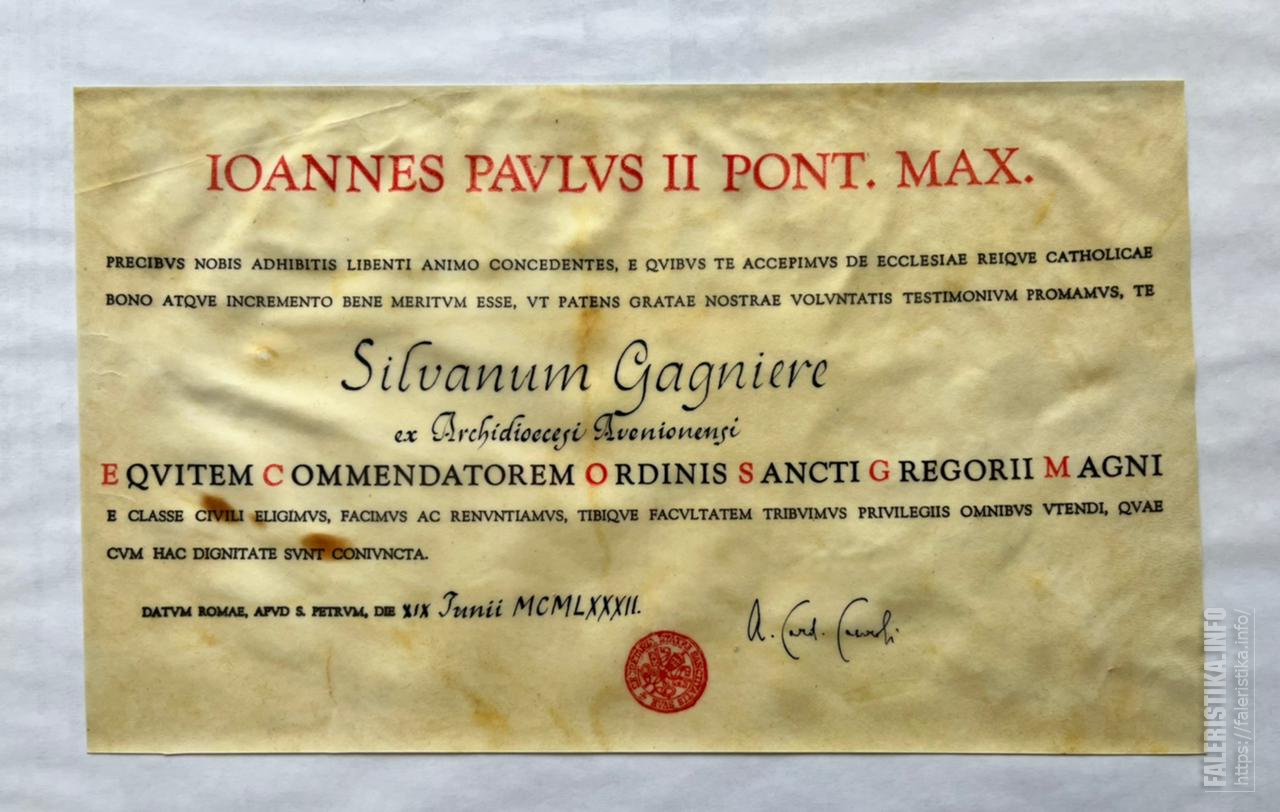 IOANNES PAVLVS II PONT. MAX.
PRECIBVS NOBIS ADHIBITIS LIBENTI ANIMO CONCEDENTES, E QVIBVS TE ACCEPIMVS DE ECCLESIAE REIQVE CATHOLICAE
BONO ATQVE INCREMENTO BENE MERITVM ESSE, VT PATENS GRATAE NOSTRAE VOLVNTATIS TESTIMONIVM PROMAMVS, TE
Silvanum Gagniere
ex Archidioecesi Avenionensi
EQVITEM COMMENDATOREM ORDINIS SANCTI GREGORII MAGNI
E CLASSE CIVILI ELIGIMVS, FACIMVS AC RENVNTIAMVS, TIBIQVE FACVLTATEM TRIBVIMVS PRIVILEGIIS OMNIBVS VTENDI, QVAE
CVM HAC DIGNITATE SVNT CONIVNCTA.
DATVM ROMAE, APVD S. PETRVM, DIE XIX Junii MCMLXXXII.
A. Card. Casaroli
FALERISTIKA.INFO
https://faleristika.info/